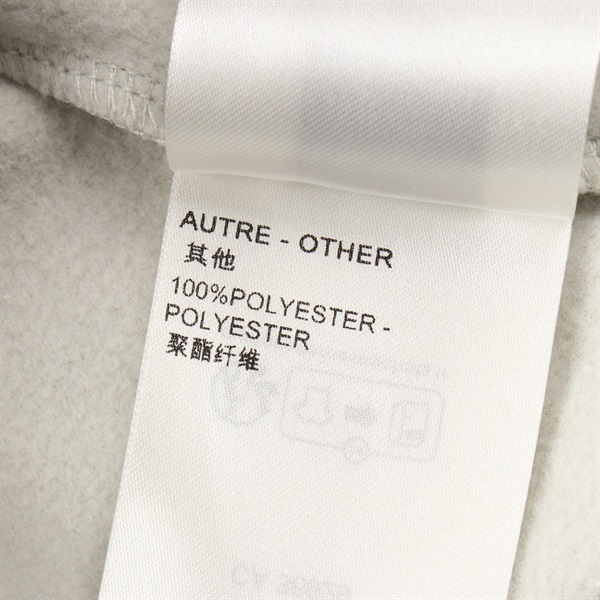 AUTRE - OTHER
其他
100%POLYESTER -
POLYESTER
聚酯纤维